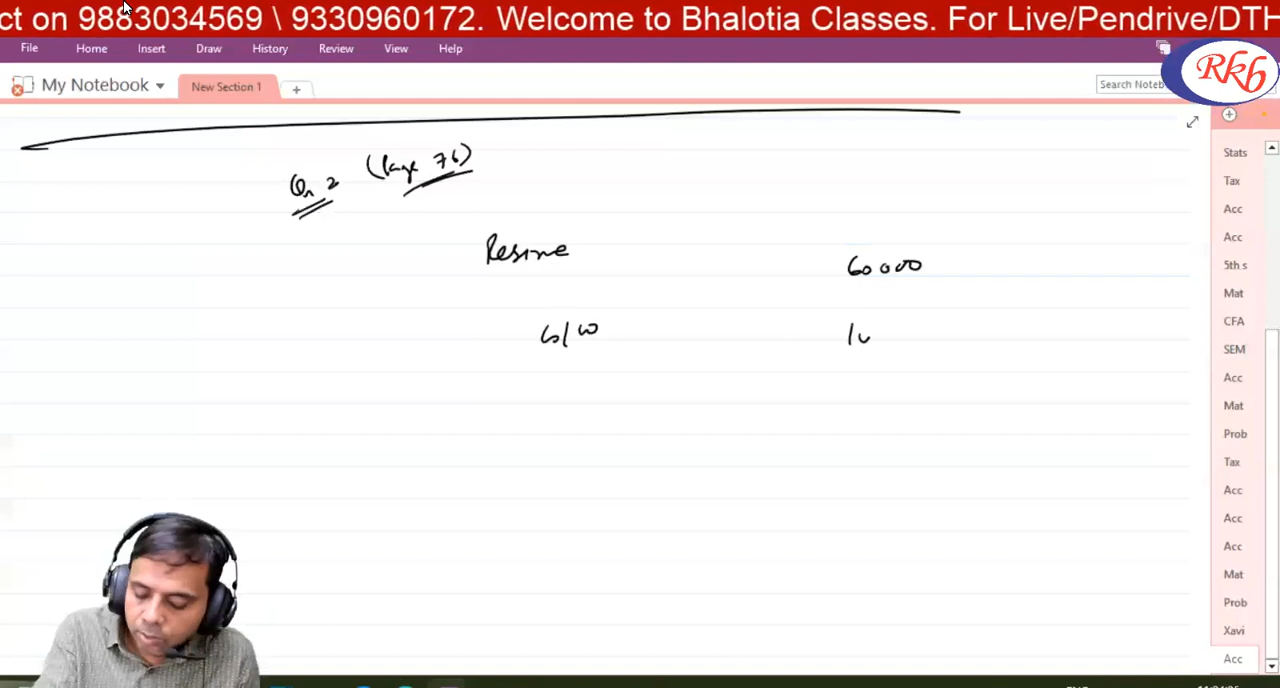 ct on 9883034569 \ 9330960172. Welcome to Bhalotia Classes. For Live/Pendrive/DTH
File Home Insert Draw History Review View Help
Rkb
My Notebook New Section 1 + Search Noteb
Stats
Tax
Acc
Acc
5th s
Mat
CFA
SEM
Acc
Mat
Prob
Tax
Acc
Acc
Acc
Mat
Prob
Xavi
Acc
Qn 2 (Page 76)
Reserve 60000
G/W